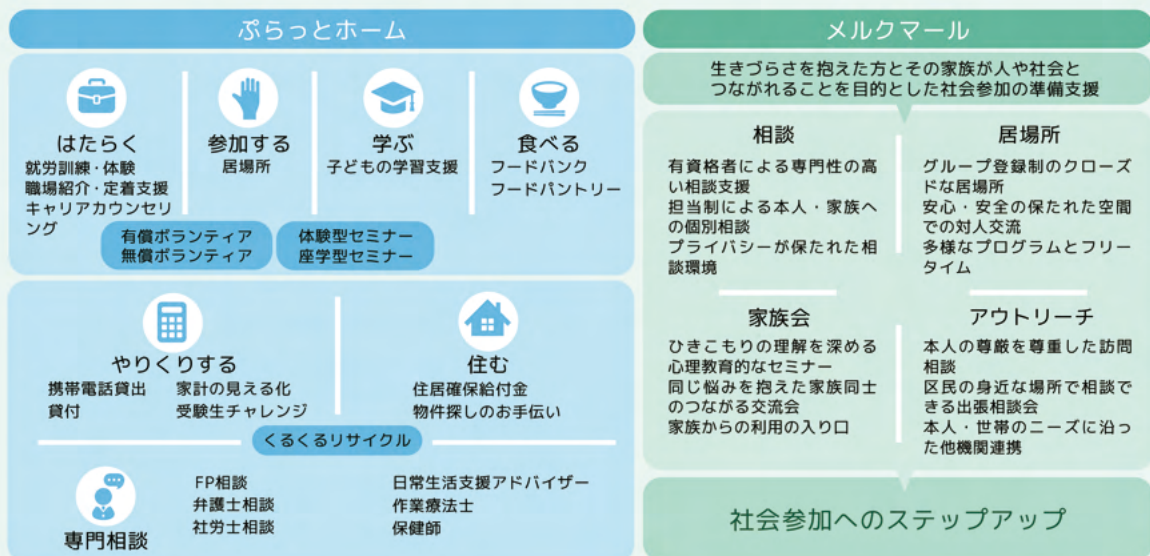 ぷらっとホーム
はたらく
就労訓練・体験
職場紹介・定着支援
キャリアカウンセリ
ング
参加する
居場所
学ぶ
子どもの学習支援
食べる
フードバンク
フードパントリー
有償ボランティア
無償ボランティア
体験型セミナー
座学型セミナー
やりくりする
携帯電話貸出
貸付
家計の見える化
受験生チャレンジ
住む
住居確保給付金
物件探しのお手伝い
くるくるリサイクル
専門相談
FP相談
弁護士相談
社労士相談
日常生活支援アドバイザー
作業療法士
保健師
メルクマール
生きづらさを抱えた方とその家族が人や社会と
つながれることを目的とした社会参加の準備支援
相談
有資格者による専門性の高
い相談支援
担当制による本人・家族へ
の個別相談
プライバシーが保たれた相
談環境
居場所
グループ登録制のクローズ
ドな居場所
安心・安全の保たれた空間
での対人交流
多様なプログラムとフリー
タイム
家族会
ひきこもりの理解を深める
心理教育的なセミナー
同じ悩みを抱えた家族同士
のつながる交流会
家族からの利用の入り口
アウトリーチ
本人の尊厳を尊重した訪問
相談
区民の身近な場所で相談で
きる出張相談会
本人・世帯のニーズに沿っ
た他機関連携
社会参加へのステップアップ